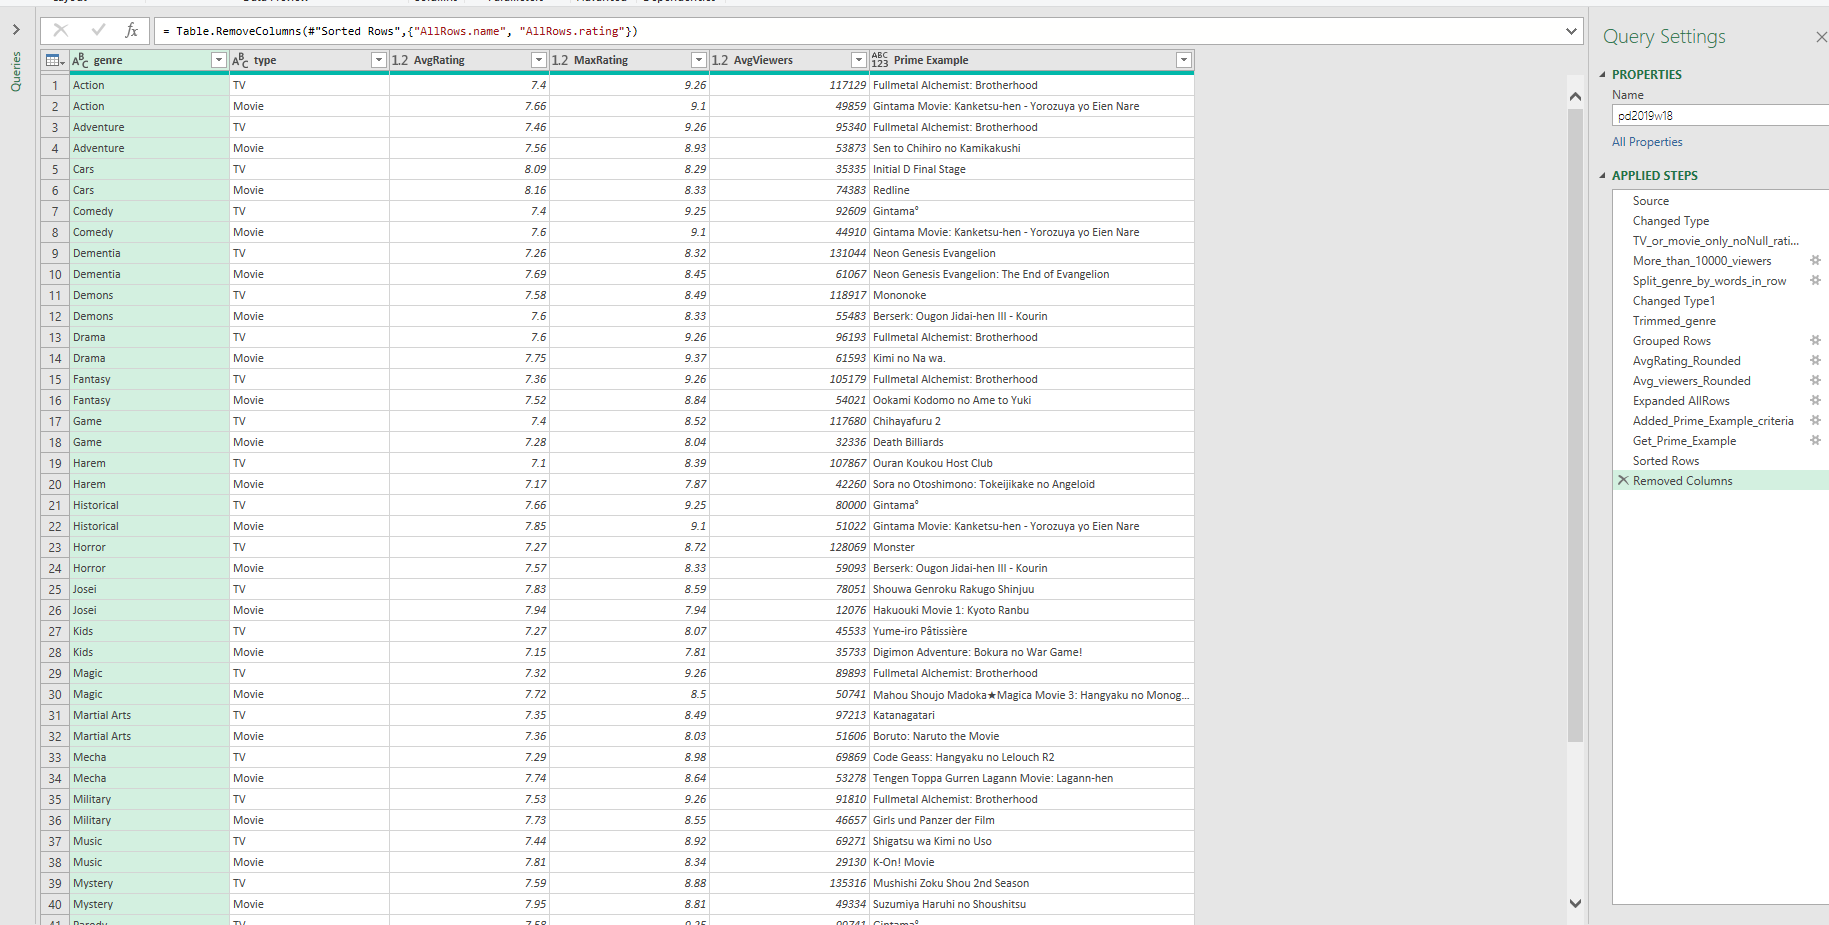 Layout Data Preview Columns Parameters Advanced Dependencies
Queries
fx = Table.RemoveColumns(#"Sorted Rows",{"AllRows.name", "AllRows.rating"})
ABC genre ABC type 1.2 AvgRating 1.2 MaxRating 1.2 AvgViewers ABC 123 Prime Example
1 Action TV 7.4 9.26 117129 Fullmetal Alchemist: Brotherhood
2 Action Movie 7.66 9.1 49859 Gintama Movie: Kanketsu-hen - Yorozuya yo Eien Nare
3 Adventure TV 7.46 9.26 95340 Fullmetal Alchemist: Brotherhood
4 Adventure Movie 7.56 8.93 53873 Sen to Chihiro no Kamikakushi
5 Cars TV 8.09 8.29 35335 Initial D Final Stage
6 Cars Movie 8.16 8.33 74383 Redline
7 Comedy TV 7.4 9.25 92609 Gintama°
8 Comedy Movie 7.6 9.1 44910 Gintama Movie: Kanketsu-hen - Yorozuya yo Eien Nare
9 Dementia TV 7.26 8.32 131044 Neon Genesis Evangelion
10 Dementia Movie 7.69 8.45 61067 Neon Genesis Evangelion: The End of Evangelion
11 Demons TV 7.58 8.49 118917 Mononoke
12 Demons Movie 7.6 8.33 55483 Berserk: Ougon Jidai-hen III - Kourin
13 Drama TV 7.6 9.26 96193 Fullmetal Alchemist: Brotherhood
14 Drama Movie 7.75 9.37 61593 Kimi no Na wa.
15 Fantasy TV 7.36 9.26 105179 Fullmetal Alchemist: Brotherhood
16 Fantasy Movie 7.52 8.84 54021 Ookami Kodomo no Ame to Yuki
17 Game TV 7.4 8.52 117680 Chihayafuru 2
18 Game Movie 7.28 8.04 32336 Death Billiards
19 Harem TV 7.1 8.39 107867 Ouran Koukou Host Club
20 Harem Movie 7.17 7.87 42260 Sora no Otoshimono: Tokeijikake no Angeloid
21 Historical TV 7.66 9.25 80000 Gintama°
22 Historical Movie 7.85 9.1 51022 Gintama Movie: Kanketsu-hen - Yorozuya yo Eien Nare
23 Horror TV 7.27 8.72 128069 Monster
24 Horror Movie 7.57 8.33 59093 Berserk: Ougon Jidai-hen III - Kourin
25 Josei TV 7.83 8.59 78051 Shouwa Genroku Rakugo Shinjuu
26 Josei Movie 7.94 7.94 12076 Hakuouki Movie 1: Kyoto Ranbu
27 Kids TV 7.27 8.07 45533 Yume-iro Pâtissière
28 Kids Movie 7.15 7.81 35733 Digimon Adventure: Bokura no War Game!
29 Magic TV 7.32 9.26 89893 Fullmetal Alchemist: Brotherhood
30 Magic Movie 7.72 8.5 50741 Mahou Shoujo Madoka★Magica Movie 3: Hangyaku no Monog...
31 Martial Arts TV 7.35 8.49 97213 Katanagatari
32 Martial Arts Movie 7.36 8.03 51606 Boruto: Naruto the Movie
33 Mecha TV 7.29 8.98 69869 Code Geass: Hangyaku no Lelouch R2
34 Mecha Movie 7.74 8.64 53278 Tengen Toppa Gurren Lagann Movie: Lagann-hen
35 Military TV 7.53 9.26 91810 Fullmetal Alchemist: Brotherhood
36 Military Movie 7.73 8.55 46657 Girls und Panzer der Film
37 Music TV 7.44 8.92 69271 Shigatsu wa Kimi no Uso
38 Music Movie 7.81 8.34 29130 K-On! Movie
39 Mystery TV 7.59 8.88 135316 Mushishi Zoku Shou 2nd Season
40 Mystery Movie 7.95 8.81 49334 Suzumiya Haruhi no Shoushitsu
41 Parody TV 7.58 9.25 99741 Gintama°
Query Settings
PROPERTIES
Name
pd2019w18
All Properties
APPLIED STEPS
Source
Changed Type
TV_or_movie_only_noNull_rati...
More_than_10000_viewers
Split_genre_by_words_in_row
Changed Type1
Trimmed_genre
Grouped Rows
AvgRating_Rounded
Avg_viewers_Rounded
Expanded AllRows
Added_Prime_Example_criteria
Get_Prime_Example
Sorted Rows
Removed Columns